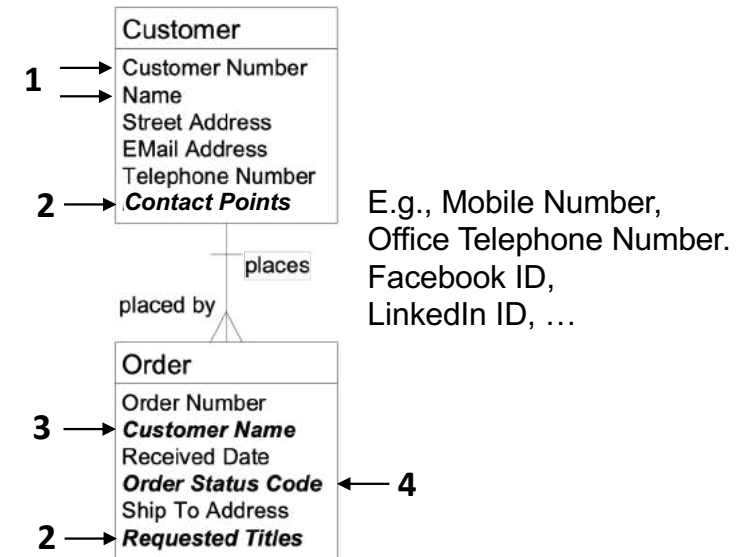 Customer
1
Customer Number
Name
Street Address
EMail Address
Telephone Number
2
Contact Points
E.g., Mobile Number,
Office Telephone Number.
Facebook ID,
LinkedIn ID, …
places
placed by
Order
Order Number
3
Customer Name
Received Date
Order Status Code
4
Ship To Address
2
Requested Titles